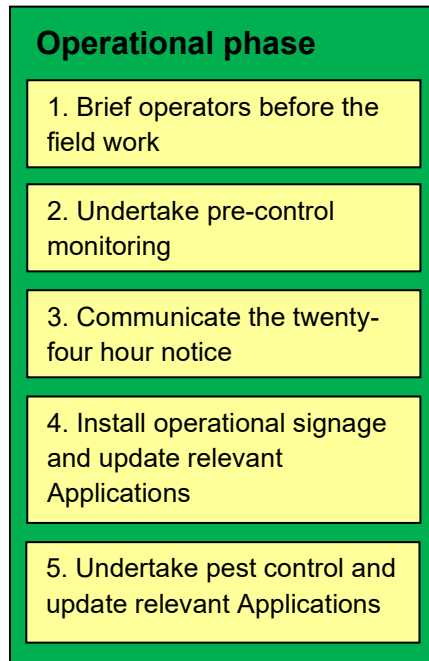 Operational phase
1. Brief operators before the
field work
2. Undertake pre-control
monitoring
3. Communicate the twenty-
four hour notice
4. Install operational signage
and update relevant
Applications
5. Undertake pest control and
update relevant Applications